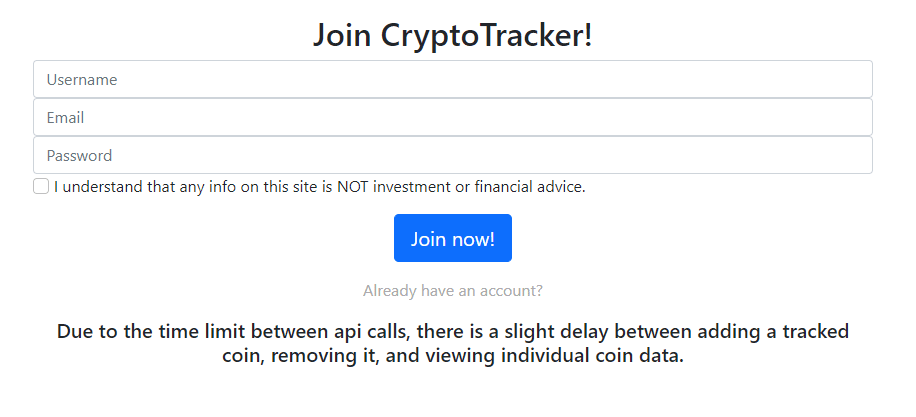 Join CryptoTracker!
Username
Email
Password
I understand that any info on this site is NOT investment or financial advice.
Join now!
Already have an account?
Due to the time limit between api calls, there is a slight delay between adding a tracked
coin, removing it, and viewing individual coin data.